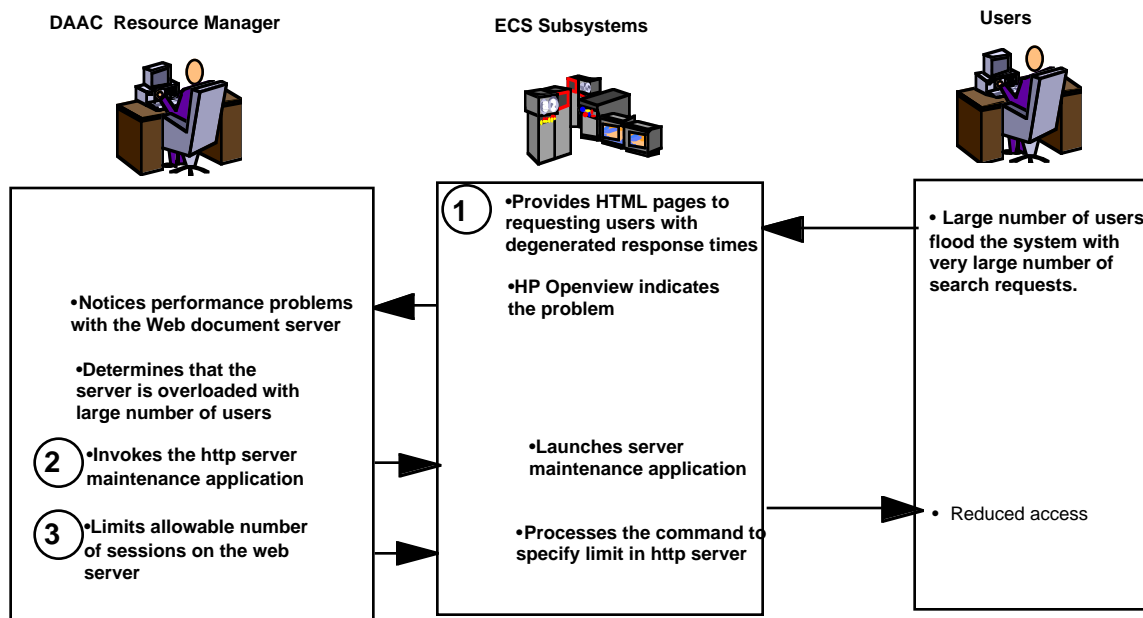 DAAC  Resource Manager
ECS Subsystems
Users
1
•Provides HTML pages to
requesting users with
degenerated response times
• Large number of users
flood the system with
very large number of
search requests.
•HP Openview indicates
the problem
•Notices performance problems
with the Web document server
•Determines that the
server is overloaded with
large number of users
2
•Invokes the http server
maintenance application
•Launches server
maintenance application
3
•Limits allowable number
of sessions on the web
server
•Processes the command to
specify limit in http server
• Reduced access